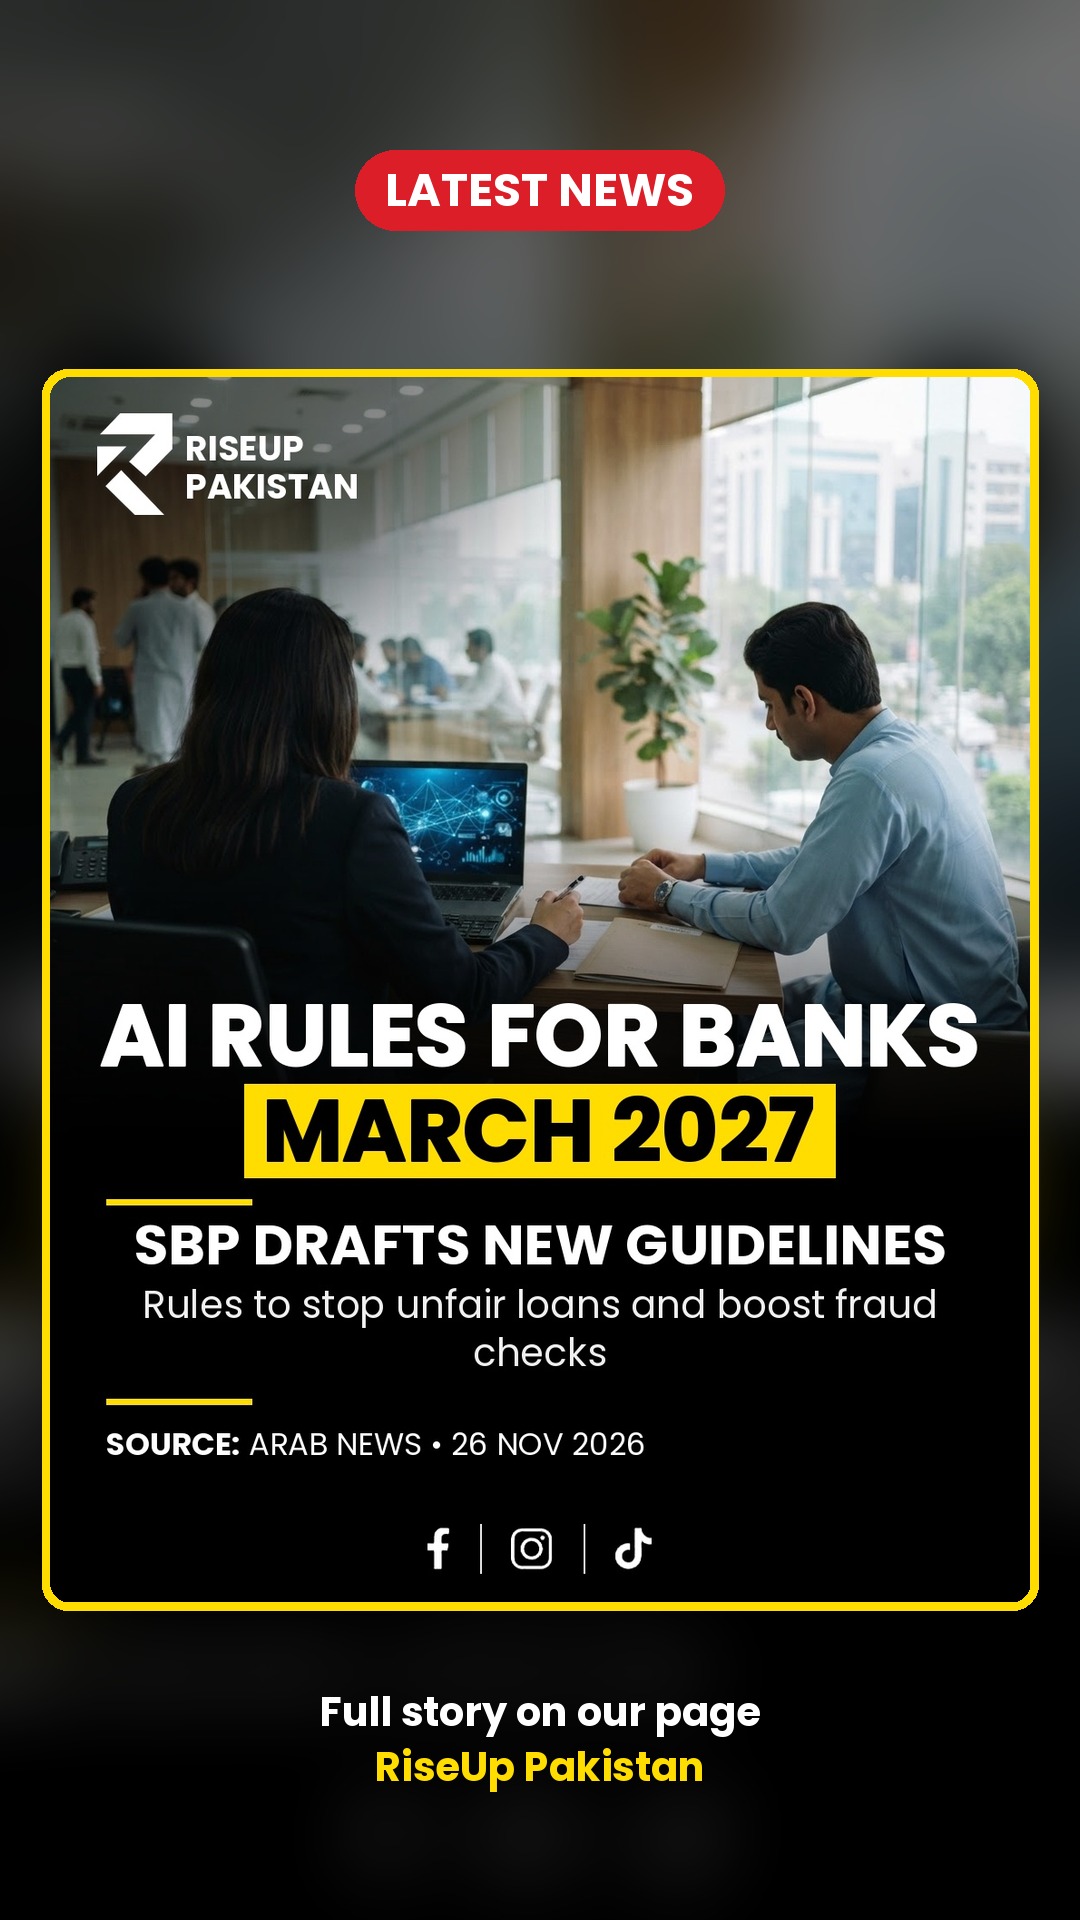 LATEST NEWS
RISEUP
PAKISTAN
AI RULES FOR BANKS
MARCH 2027
SBP DRAFTS NEW GUIDELINES
Rules to stop unfair loans and boost fraud
checks
SOURCE: ARAB NEWS • 26 NOV 2026
Full story on our page
RiseUp Pakistan